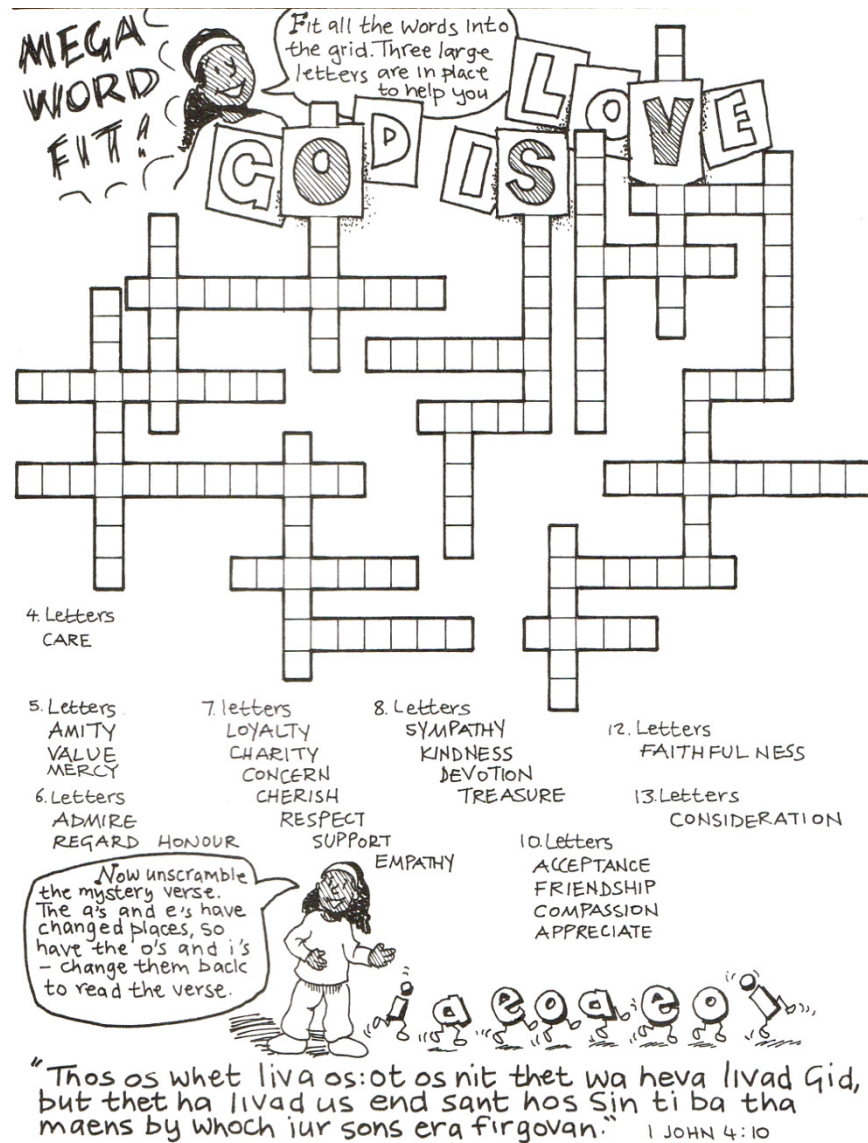 MEGA
WORD
FIT!
Fit all the words into
the grid. Three large
letters are in place
to help you
GOD IS LOVE
4. Letters
CARE
5. Letters
AMITY
VALUE
MERCY
6. Letters
ADMIRE
REGARD HONOUR
7. letters
LOYALTY
CHARITY
CONCERN
CHERISH
RESPECT
SUPPORT
EMPATHY
8. Letters
SYMPATHY
KINDNESS
DEVOTION
TREASURE
10. Letters
ACCEPTANCE
FRIENDSHIP
COMPASSION
APPRECIATE
12. Letters
FAITHFULNESS
13. Letters
CONSIDERATION
Now unscramble
the mystery verse.
The a's and e's have
changed places, so
have the o's and i's
– change them back
to read the verse.
i a e o a e o i
"Thos os whet liva os: ot os nit thet wa heva livad Gid,
but thet ha livad us end sant hos Sin ti ba tha
maens by whoch iur sons era firgovan." 1 JOHN 4:10